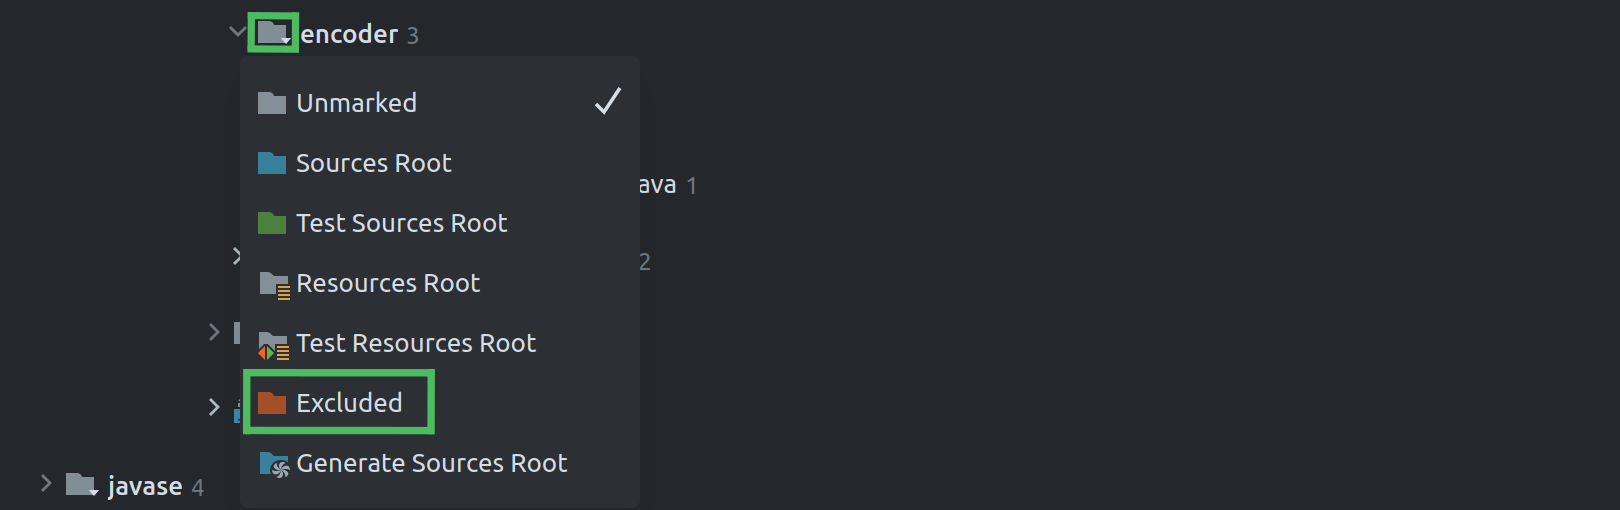 encoder 3
Unmarked
Sources Root
ava 1
Test Sources Root
2
Resources Root
Test Resources Root
Excluded
Generate Sources Root
javase 4